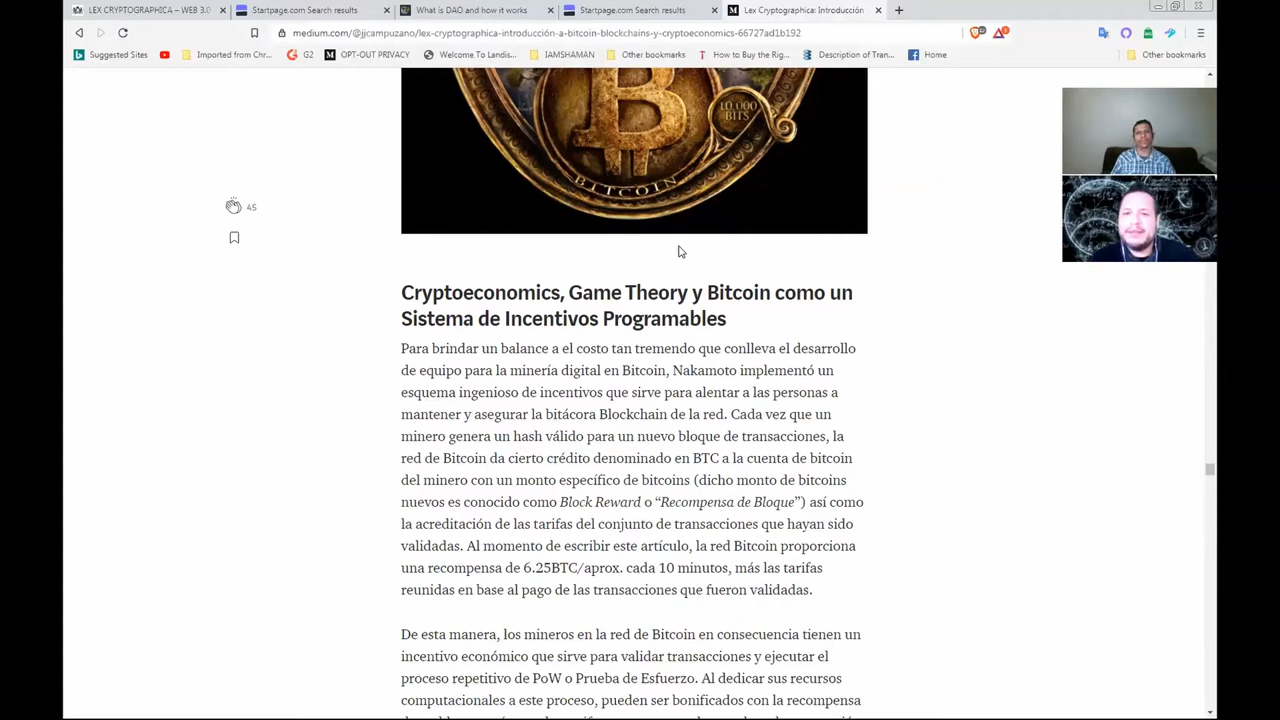 LEX CRYPTOGRAPHICA – WEB 3.0
Startpage.com Search results
What is DAO and how it works
Startpage.com Search results
Lex Cryptographica: Introducción
medium.com/@jjcampuzano/lex-cryptographica-introducción-a-bitcoin-blockchains-y-cryptoeconomics-66727ad1b192
Suggested Sites
Imported from Chr...
G2
OPT-OUT PRIVACY
Welcome To Landis...
IAMSHAMAN
Other bookmarks
How to Buy the Rig...
Description of Tran...
Home
Other bookmarks
10,000
BITS
BITCOIN
45
Cryptoeconomics, Game Theory y Bitcoin como un
Sistema de Incentivos Programables
Para brindar un balance a el costo tan tremendo que conlleva el desarrollo
de equipo para la minería digital en Bitcoin, Nakamoto implementó un
esquema ingenioso de incentivos que sirve para alentar a las personas a
mantener y asegurar la bitácora Blockchain de la red. Cada vez que un
minero genera un hash válido para un nuevo bloque de transacciones, la
red de Bitcoin da cierto crédito denominado en BTC a la cuenta de bitcoin
del minero con un monto específico de bitcoins (dicho monto de bitcoins
nuevos es conocido como Block Reward o “Recompensa de Bloque”) así como
la acreditación de las tarifas del conjunto de transacciones que hayan sido
validadas. Al momento de escribir este artículo, la red Bitcoin proporciona
una recompensa de 6.25BTC/aprox. cada 10 minutos, más las tarifas
reunidas en base al pago de las transacciones que fueron validadas.
De esta manera, los mineros en la red de Bitcoin en consecuencia tienen un
incentivo económico que sirve para validar transacciones y ejecutar el
proceso repetitivo de PoW o Prueba de Esfuerzo. Al dedicar sus recursos
computacionales a este proceso, pueden ser bonificados con la recompensa